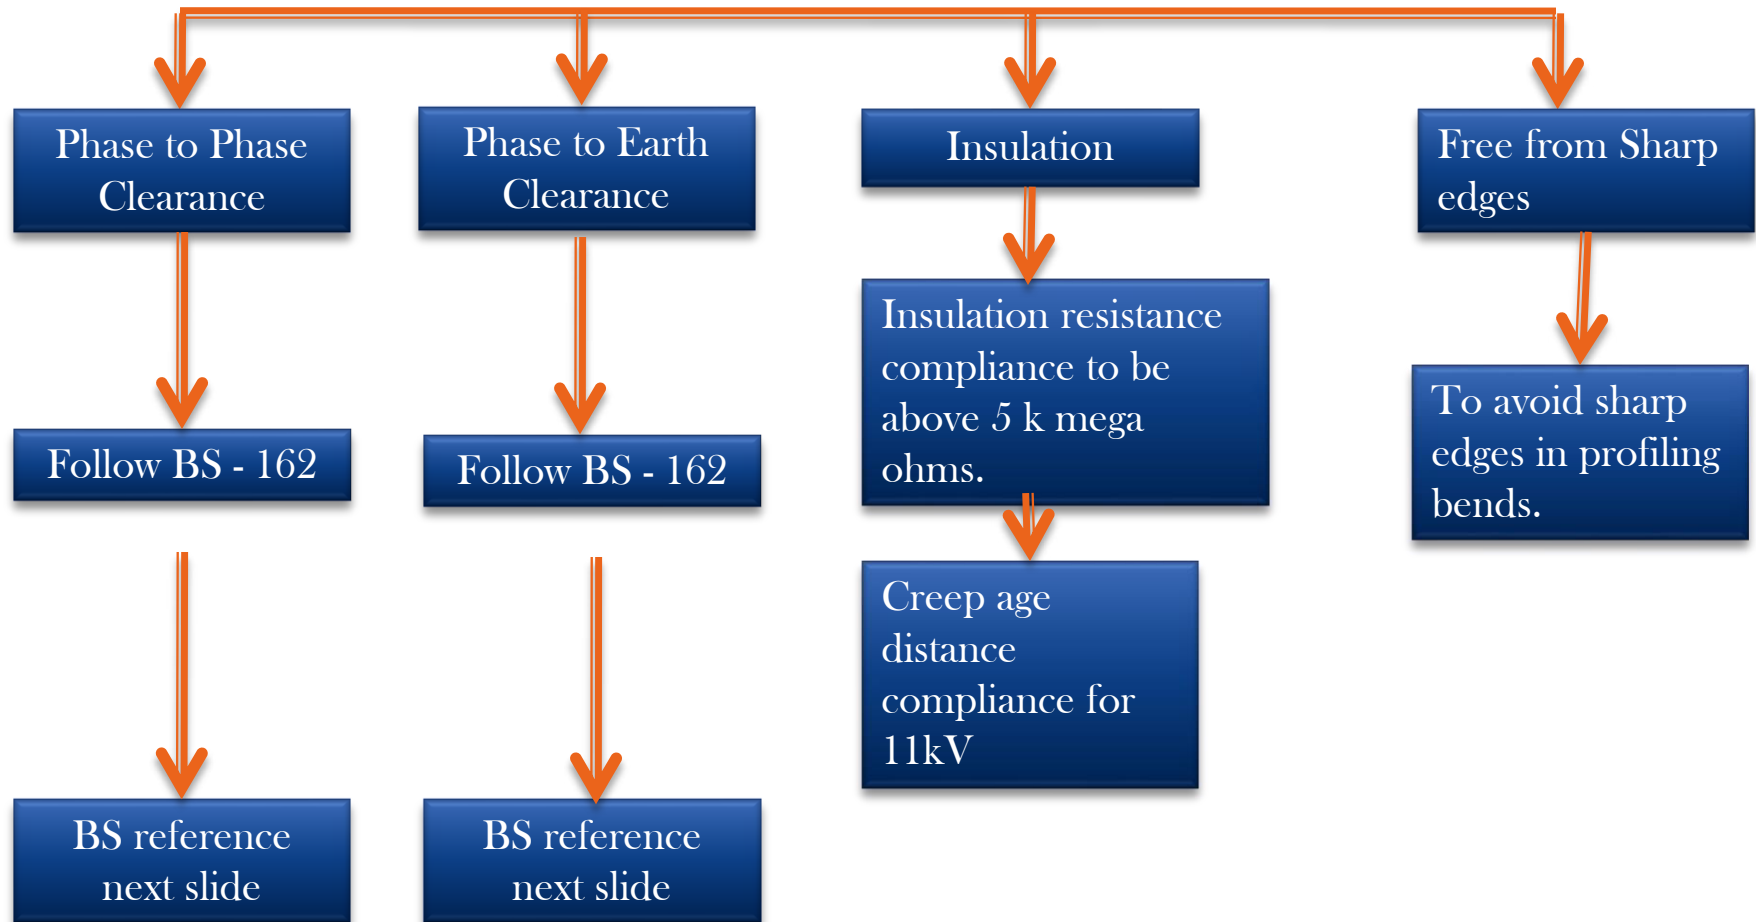 Phase to Phase
Clearance
Phase to Earth
Clearance
Insulation
Free from Sharp
edges
Follow BS - 162
Follow BS - 162
Insulation resistance
compliance to be
above 5 k mega
ohms.
To avoid sharp
edges in profiling
bends.
Creep age
distance
compliance for
11kV
BS reference
next slide
BS reference
next slide